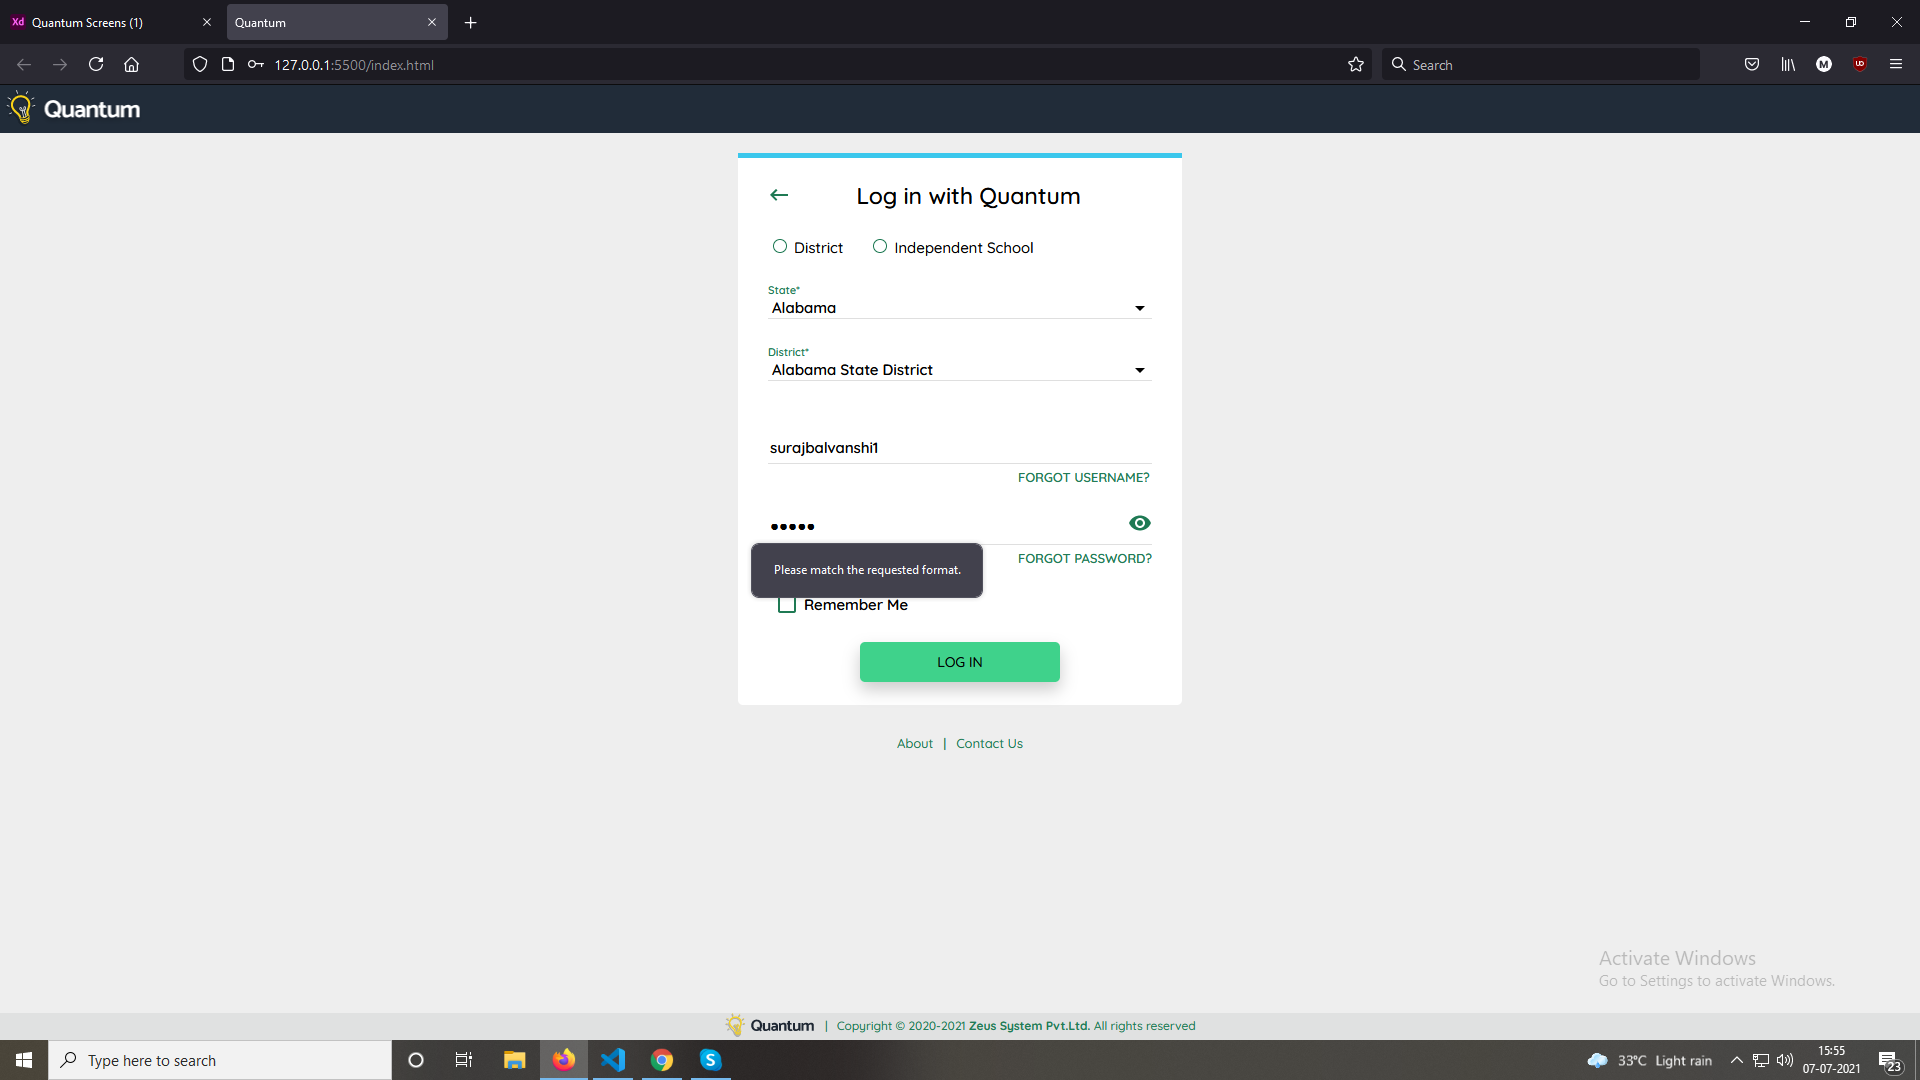 Xd Quantum Screens (1)
Quantum
127.0.0.1:5500/index.html
Search
M
UD
Quantum
Log in with Quantum
District Independent School
State*
Alabama
District*
Alabama State District
surajbalvanshi1
FORGOT USERNAME?
●●●●●
Please match the requested format.
FORGOT PASSWORD?
Remember Me
LOG IN
About | Contact Us
Activate Windows
Go to Settings to activate Windows.
Quantum | Copyright © 2020-2021 Zeus System Pvt.Ltd. All rights reserved
Type here to search
S
33°C Light rain
15:55
07-07-2021
23